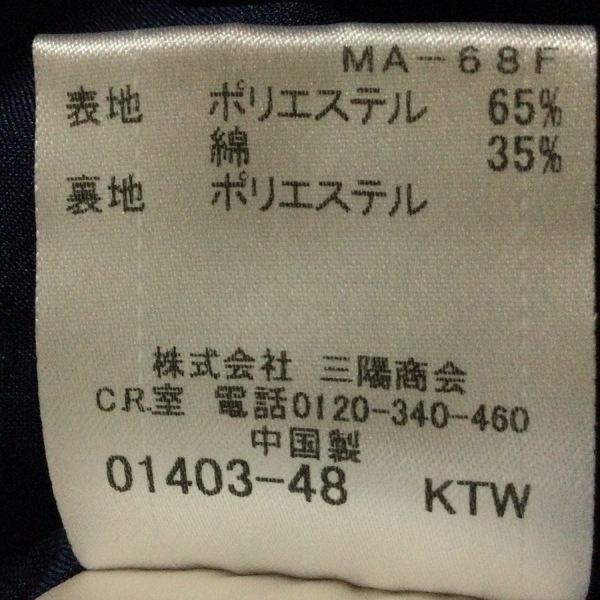 MA-68F
表地 ポリエステル 65%
綿 35%
裏地 ポリエステル
株式会社 三陽商会
C.R.室 電話0120-340-460
中国製
01403-48 KTW